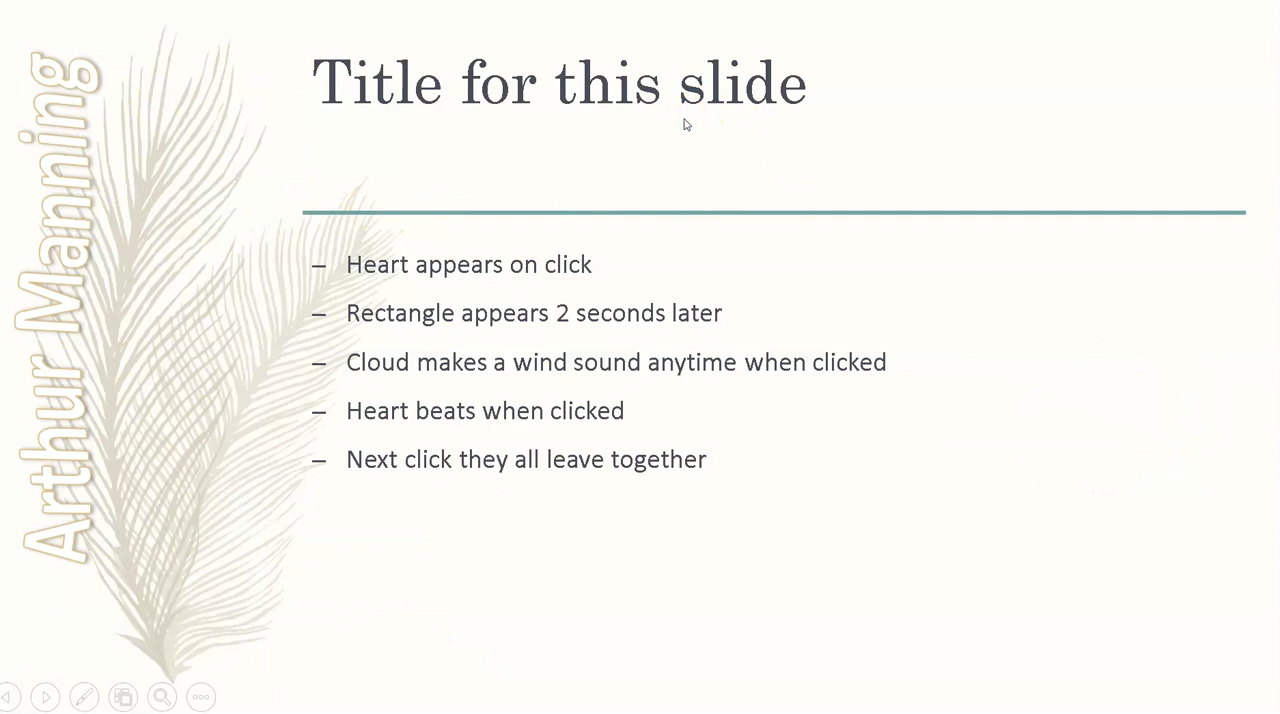 Arthur Manning
Title for this slide
– Heart appears on click
– Rectangle appears 2 seconds later
– Cloud makes a wind sound anytime when clicked
– Heart beats when clicked
– Next click they all leave together